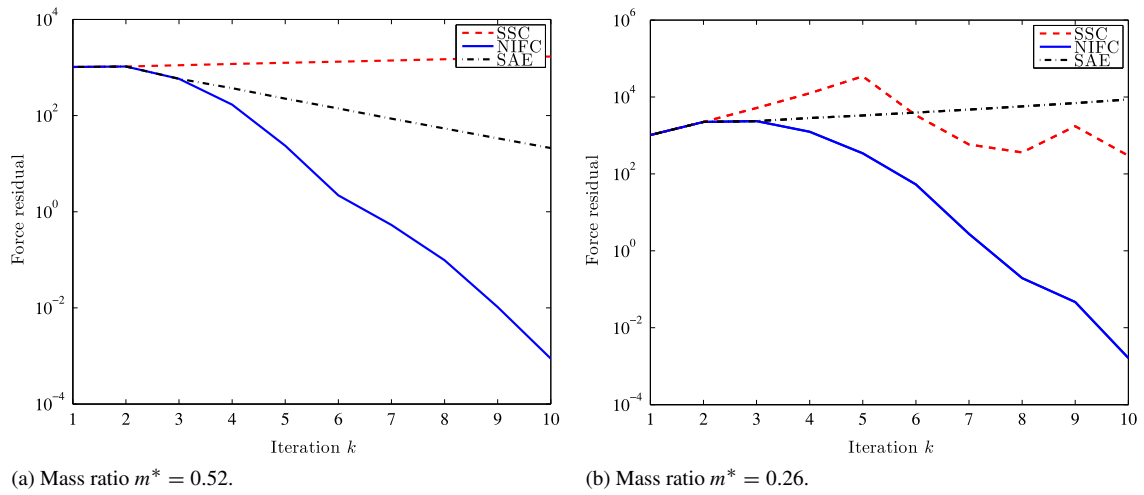 10^4
10^2
10^0
10^−2
10^−4
Force residual
SSC
NIFC
SAE
1 2 3 4 5 6 7 8 9 10
Iteration k
(a) Mass ratio m* = 0.52.
10^6
10^4
10^2
10^0
10^−2
10^−4
Force residual
SSC
NIFC
SAE
1 2 3 4 5 6 7 8 9 10
Iteration k
(b) Mass ratio m* = 0.26.